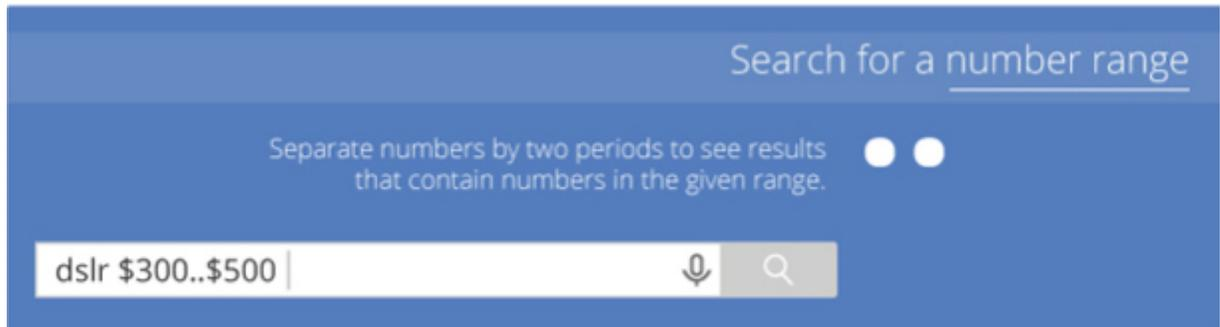 Search for a number range
Separate numbers by two periods to see results
that contain numbers in the given range.
dslr $300..$500